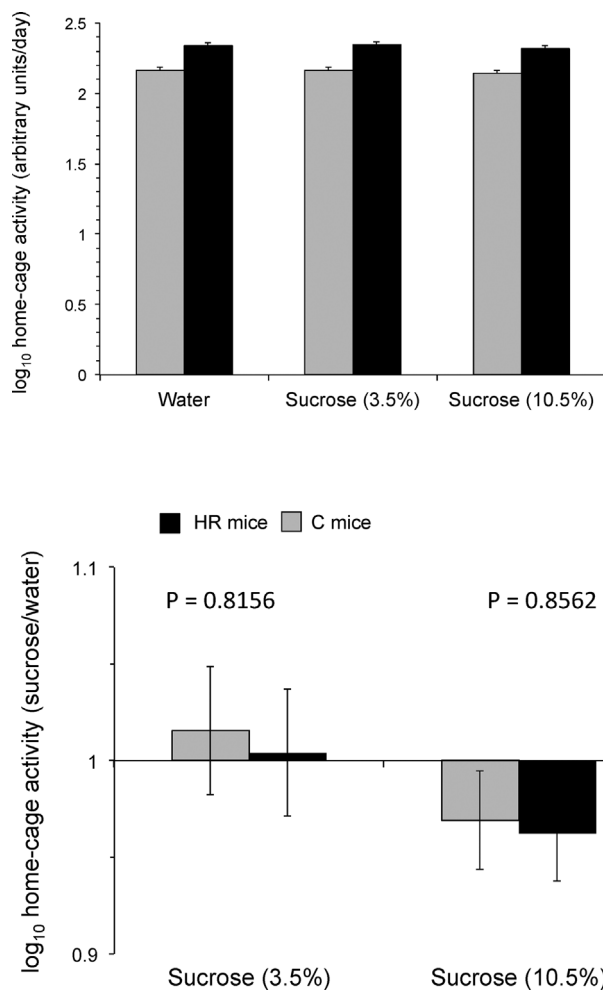 log10 home-cage activity (arbitrary units/day)
2.5
2
1.5
1
0.5
0
Water
Sucrose (3.5%)
Sucrose (10.5%)
HR mice
C mice
log10 home-cage activity (sucrose/water)
1.1
1
0.9
P = 0.8156
P = 0.8562
Sucrose (3.5%)
Sucrose (10.5%)